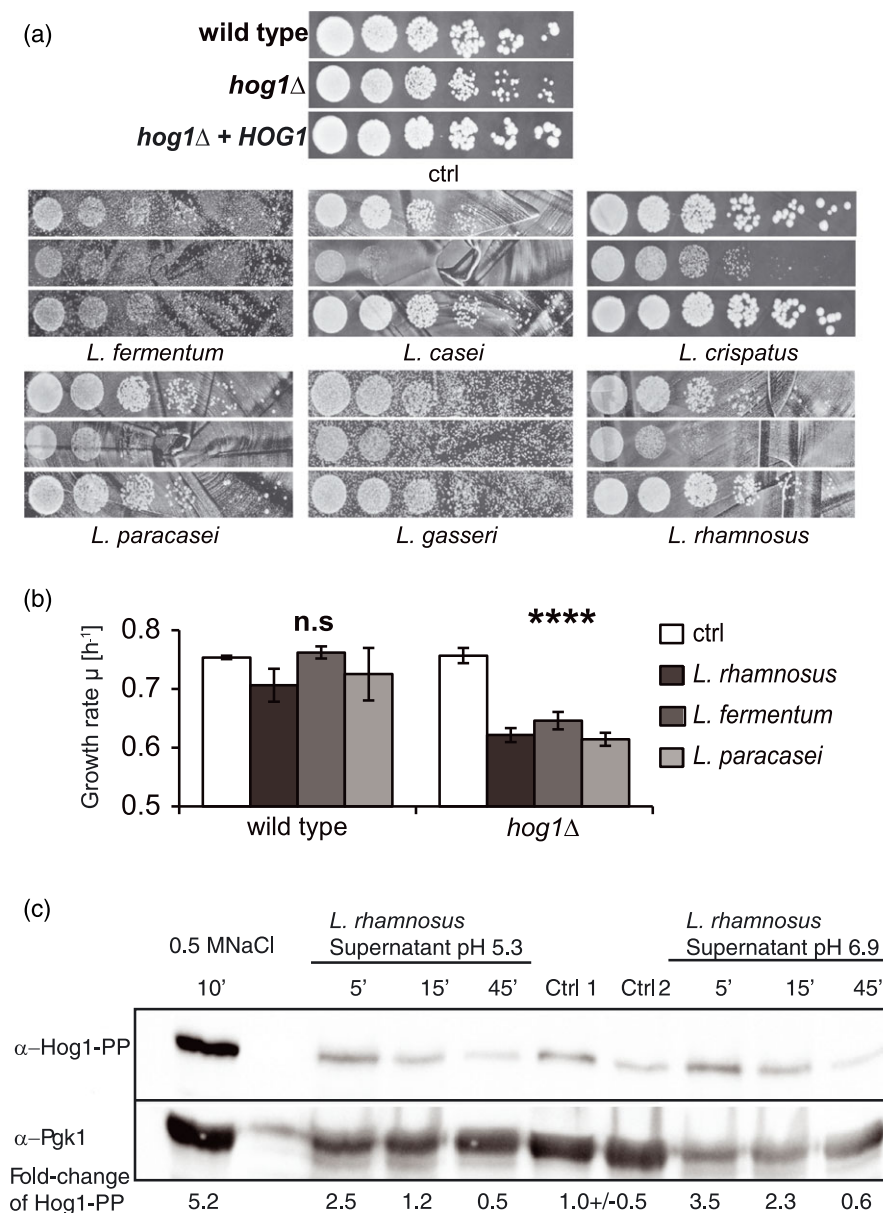 (a)
wild type
hog1Δ
hog1Δ + HOG1
ctrl
L. fermentum
L. casei
L. crispatus
L. paracasei
L. gasseri
L. rhamnosus
(b)
Growth rate µ [h-1]
0.8
0.7
0.6
0.5
n.s
****
wild type
hog1Δ
ctrl
L. rhamnosus
L. fermentum
L. paracasei
(c)
0.5 MNaCl
L. rhamnosus
Supernatant pH 5.3
L. rhamnosus
Supernatant pH 6.9
10' 5' 15' 45' Ctrl 1 Ctrl 2 5' 15' 45'
α-Hog1-PP
α-Pgk1
Fold-change
of Hog1-PP 5.2 2.5 1.2 0.5 1.0+/-0.5 3.5 2.3 0.6